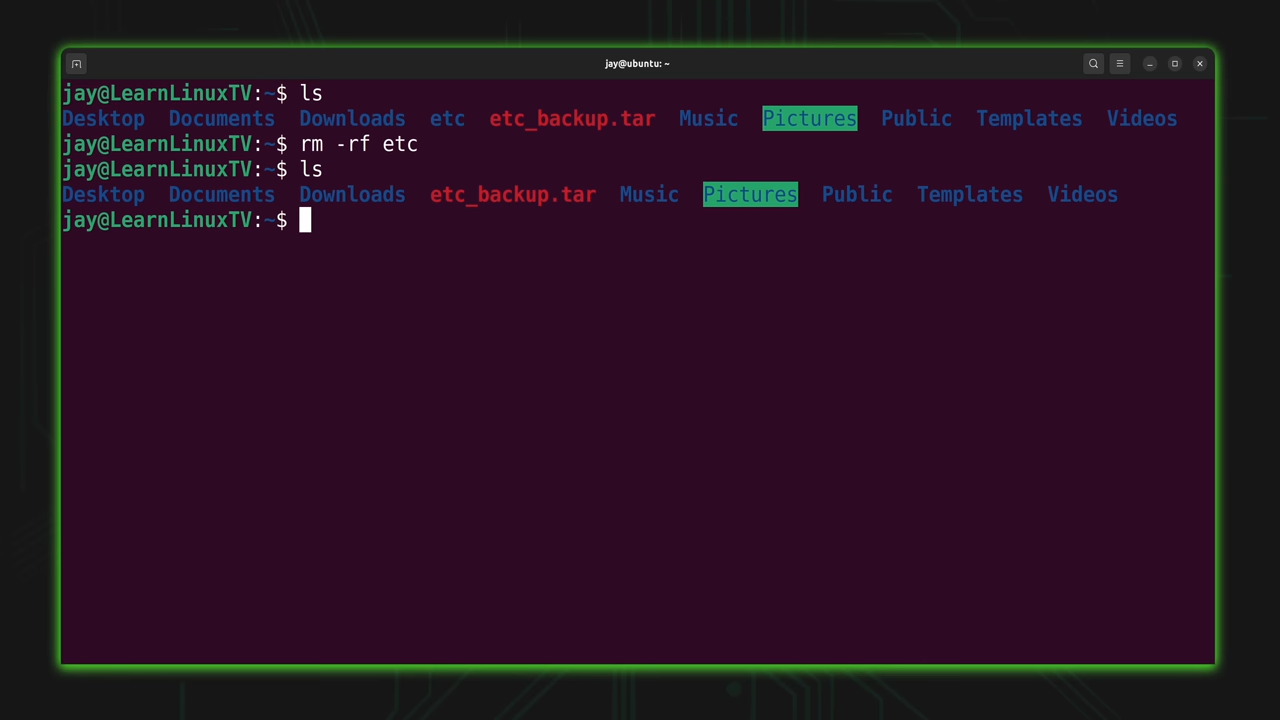 jay@ubuntu: ~
jay@LearnLinuxTV:~$ ls
Desktop Documents Downloads etc etc_backup.tar Music Pictures Public Templates Videos
jay@LearnLinuxTV:~$ rm -rf etc
jay@LearnLinuxTV:~$ ls
Desktop Documents Downloads etc_backup.tar Music Pictures Public Templates Videos
jay@LearnLinuxTV:~$